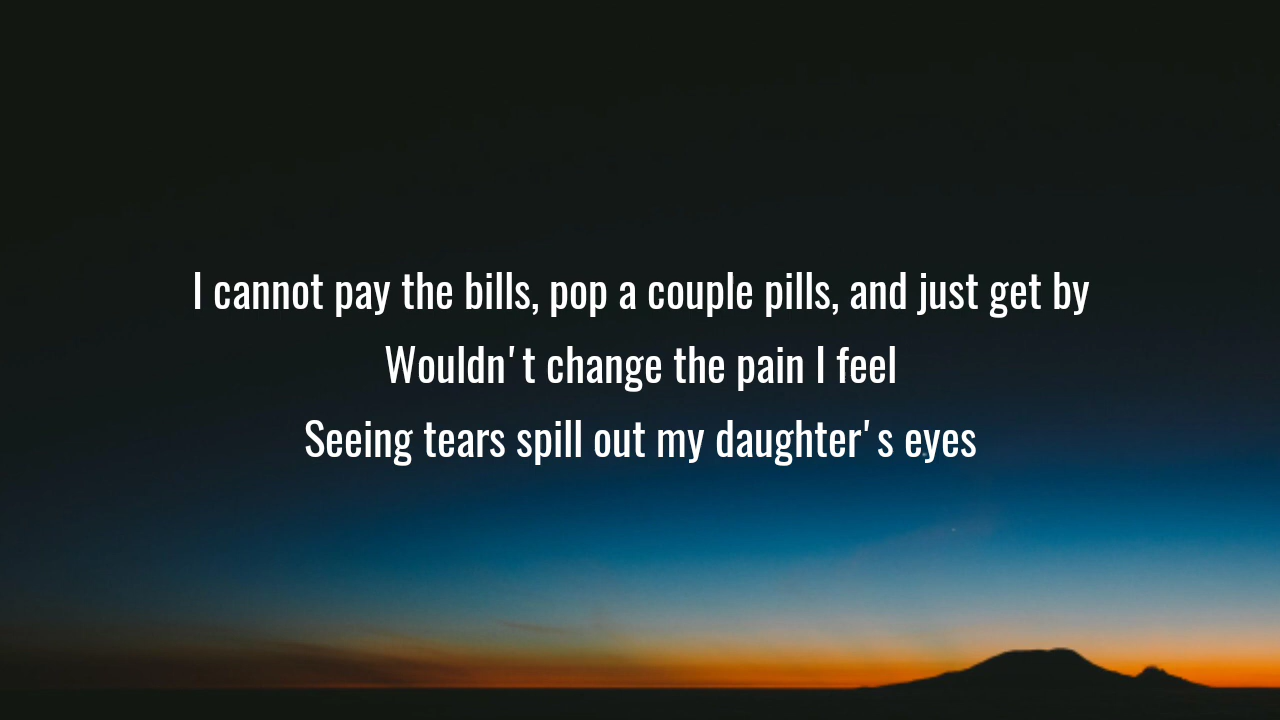 I cannot pay the bills, pop a couple pills, and just get by
Wouldn't change the pain I feel
Seeing tears spill out my daughter's eyes